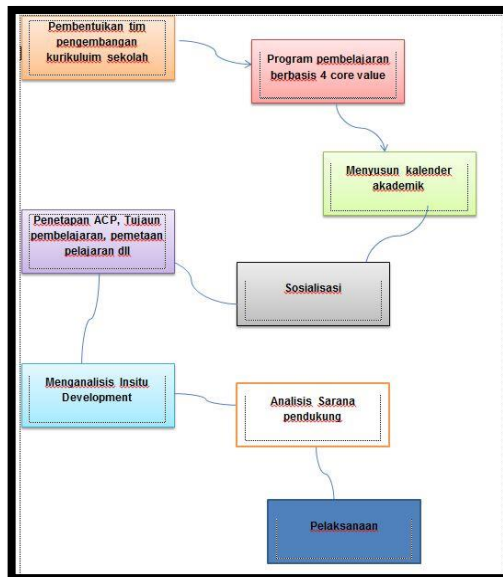 Pembentuikan tim
pengembangan
kurikuluim sekolah
Program pembelajaran
berbasis 4 core value
Menyusun kalender
akademik
Penetapan ACP, Tujaun
pembelajaran, pemetaan
pelajaran dll
Sosialisasi
Menganalisis Insitu
Development
Analisis Sarana
pendukung
Pelaksanaan